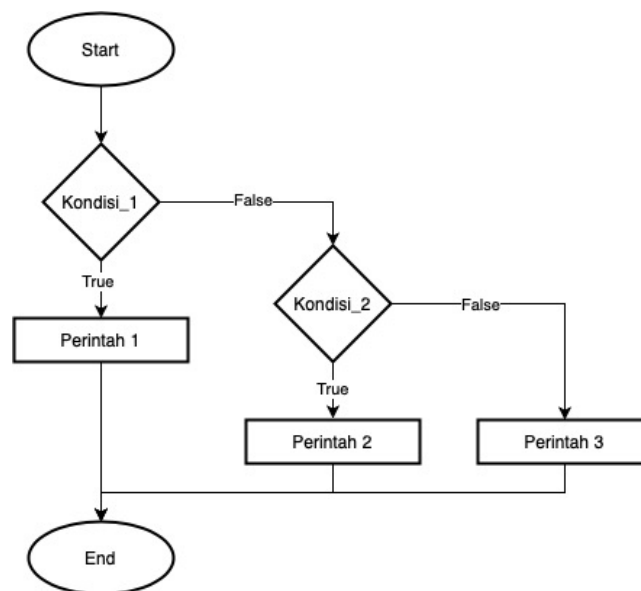 Start
Kondisi_1
False
True
Kondisi_2
False
Perintah 1
True
Perintah 2
Perintah 3
End